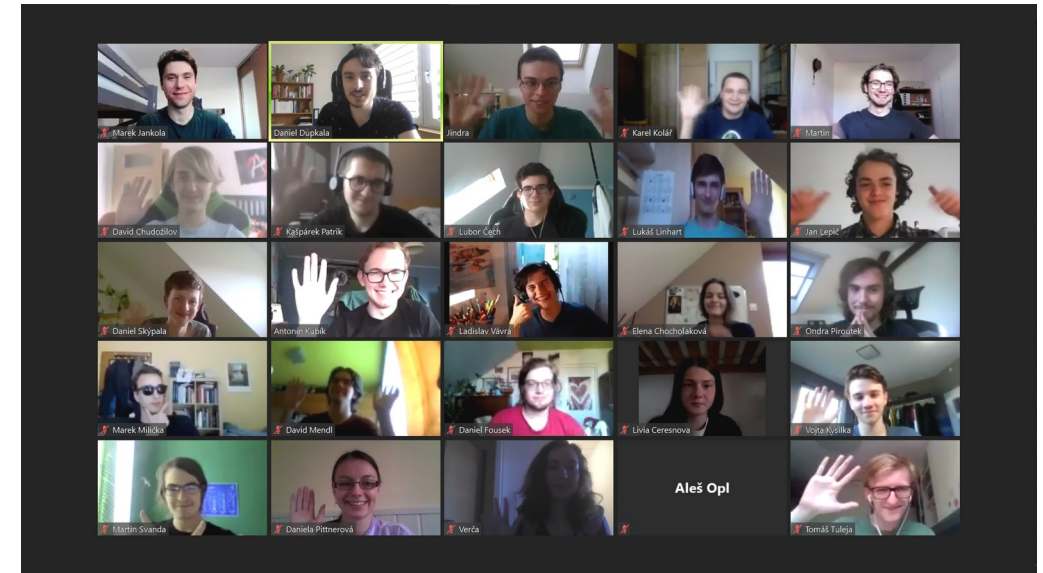 Marek Jankola
Daniel Dupkala
Jindra
Karel Kolář
Martin
David Chudožilov
Kašpárek Patrik
Lubor Čech
Lukáš Linhart
Jan Lepič
Daniel Skýpala
Antonín Kubík
Ladislav Vávra
Elena Chocholaková
Ondra Piroutek
Marek Milička
David Mendl
Daniel Fousek
Livia Ceresnova
Vojta Kysilka
Martin Švanda
Daniela Pittnerová
Verča
Aleš Opl
Tomáš Tuleja